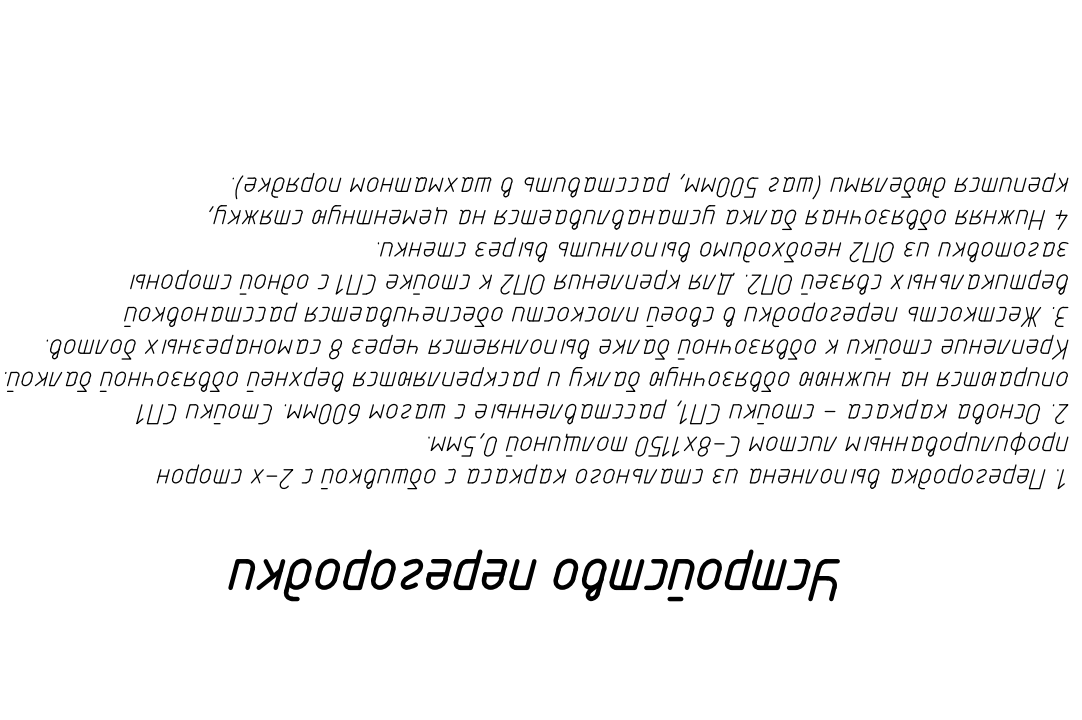 Устройство перегородки
1. Перегородка выполнена из стального каркаса с обшивкой с 2-х сторон
профилированным листом С-8х1150 толщиной 0,5мм.
2. Основа каркаса - стойки СП1, расставленные с шагом 600мм. Стойки СП1
опираются на нижнюю обвязочную балку и раскрепляются верхней обвязочной балкой.
Крепление стойки к обвязочной балке выполняется через 8 саморезных болтов.
3. Жесткость перегородки в своей плоскости обеспечивается расстановкой
вертикальных связей ОП2. Для крепления ОП2 к стойке СП1 с одной стороны
заготовки из ОП2 необходимо выполнить вырез стенки.
4 Нижняя обвязочная балка устанавливается на цементную стяжку,
крепится дюбелями (шаг 500мм, расставить в шахматном порядке).